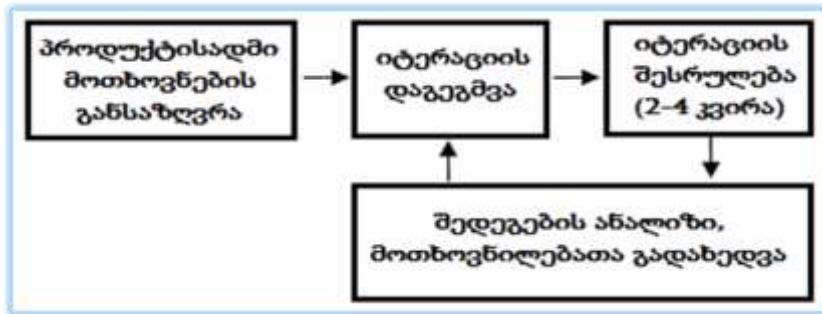 პროდუქტისადმი
მოთხოვნების
განსაზღვრა
იტერაციის
დაგეგმვა
იტერაციის
შესრულება
(2-4 კვირა)
შედეგების ანალიზი,
მოთხოვნილებათა გადახედვა